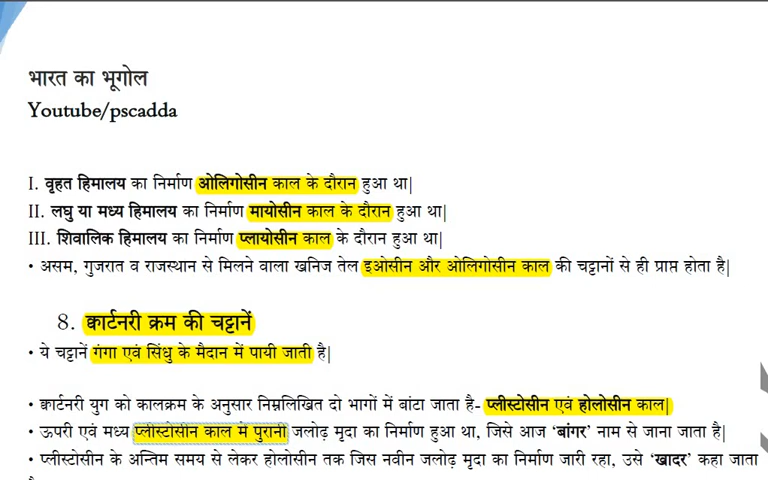 भारत का भूगोल
Youtube/pscadda
I. वृहत हिमालय का निर्माण ओलिगोसीन काल के दौरान हुआ था|
II. लघु या मध्य हिमालय का निर्माण मायोसीन काल के दौरान हुआ था|
III. शिवालिक हिमालय का निर्माण प्लायोसीन काल के दौरान हुआ था|
• असम, गुजरात व राजस्थान से मिलने वाला खनिज तेल इओसीन और ओलिगोसीन काल की चट्टानों से ही प्राप्त होता है|
8. क्वार्टनरी क्रम की चट्टानें
• ये चट्टानें गंगा एवं सिंधु के मैदान में पायी जाती है|
• क्वार्टनरी युग को कालक्रम के अनुसार निम्नलिखित दो भागों में बांटा जाता है- प्लीस्टोसीन एवं होलोसीन काल|
• ऊपरी एवं मध्य प्लीस्टोसीन काल में पुरानी जलोढ़ मृदा का निर्माण हुआ था, जिसे आज ‘बांगर’ नाम से जाना जाता है|
• प्लीस्टोसीन के अन्तिम समय से लेकर होलोसीन तक जिस नवीन जलोढ़ मृदा का निर्माण जारी रहा, उसे ‘खादर’ कहा जाता